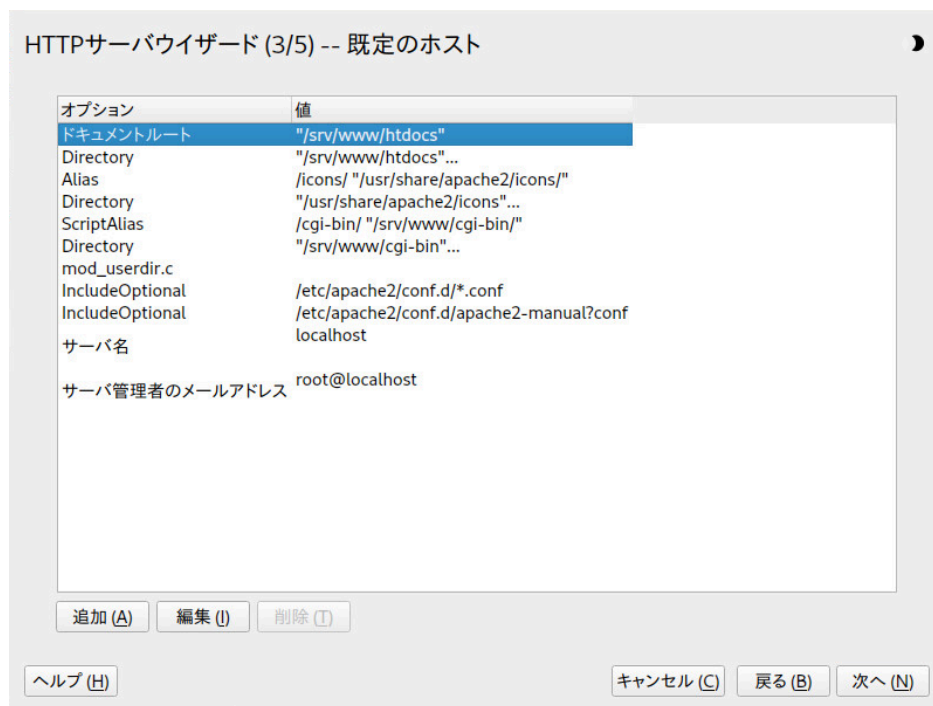 HTTPサーバウイザード (3/5) -- 既定のホスト
オプション 値
ドキュメントルート "/srv/www/htdocs"
Directory "/srv/www/htdocs"...
Alias /icons/ "/usr/share/apache2/icons/"
Directory "/usr/share/apache2/icons"...
ScriptAlias /cgi-bin/ "/srv/www/cgi-bin/"
Directory "/srv/www/cgi-bin"...
mod_userdir.c
IncludeOptional /etc/apache2/conf.d/*.conf
IncludeOptional /etc/apache2/conf.d/apache2-manual?conf
サーバ名 localhost
サーバ管理者のメールアドレス root@localhost
追加 (A) 編集 (I) 削除 (T)
ヘルプ (H) キャンセル (C) 戻る (B) 次へ (N)